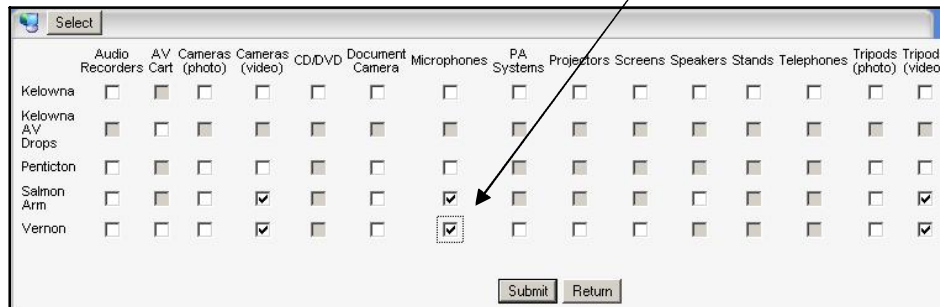 Select
Audio Recorders AV Cart Cameras (photo) Cameras (video) CD/DVD Document Camera Microphones PA Systems Projectors Screens Speakers Stands Telephones Tripods (photo) Tripod (video
Kelowna
Kelowna
AV
Drops
Penticton
Salmon
Arm
Vernon
Submit Return